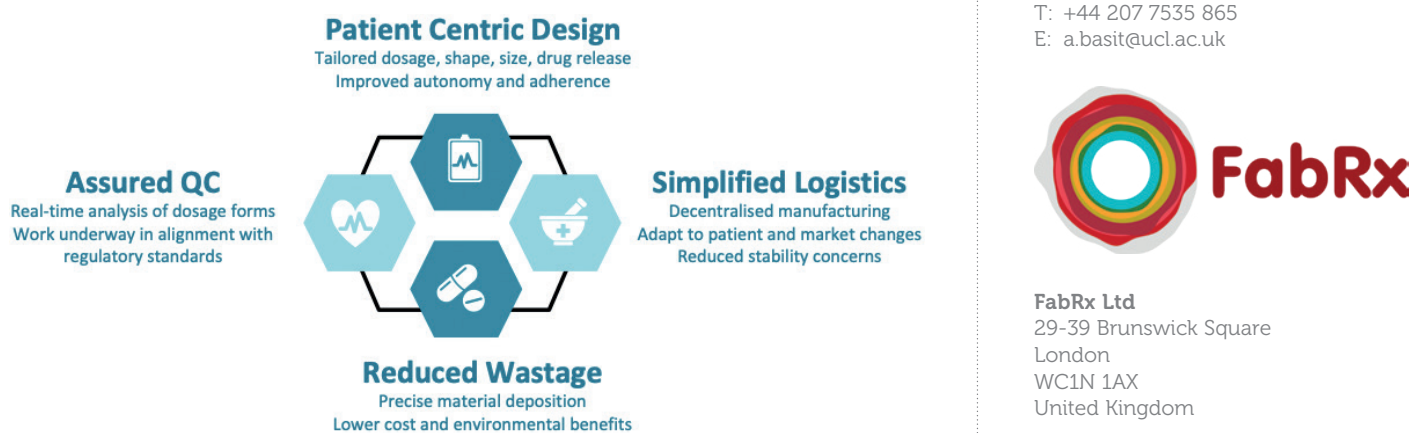 Patient Centric Design
Tailored dosage, shape, size, drug release
Improved autonomy and adherence
Assured QC
Real-time analysis of dosage forms
Work underway in alignment with
regulatory standards
Simplified Logistics
Decentralised manufacturing
Adapt to patient and market changes
Reduced stability concerns
Reduced Wastage
Precise material deposition
Lower cost and environmental benefits
T: +44 207 7535 865
E: a.basit@ucl.ac.uk
FabRx
FabRx Ltd
29-39 Brunswick Square
London
WC1N 1AX
United Kingdom